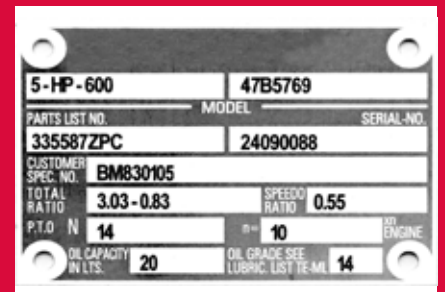 5-HP-600 47B5769
MODEL
PARTS LIST NO. SERIAL-NO.
335587ZPC 24090088
CUSTOMER SPEC. NO. BM830105
TOTAL RATIO 3.03-0.83 SPEEDO RATIO 0.55
P.T.O N 14 n= 10 xn ENGINE
OIL CAPACITY IN LTS. 20 OIL GRADE SEE LUBRIC. LIST TE-ML 14